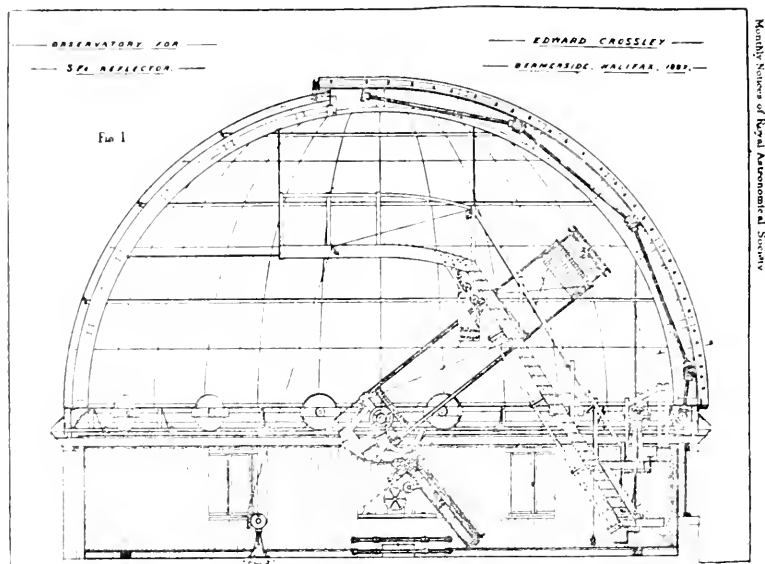 OBSERVATORY FOR
3 Ft REFLECTOR.
EDWARD CROSSLEY
BERMERSIDE, HALIFAX, 1887.
Fig 1
Monthly Notices of Royal Astronomical Society